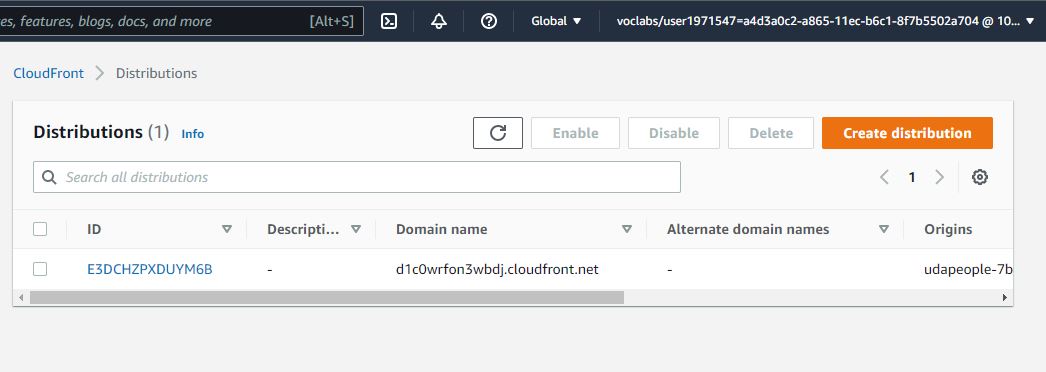 res, features, blogs, docs, and more [Alt+S] Global voclabs/user1971547=a4d3a0c2-a865-11ec-b6c1-8f7b5502a704 @ 10...
CloudFront Distributions
Distributions (1) Info Enable Disable Delete Create distribution
Search all distributions 1
ID Descripti... Domain name Alternate domain names Origins
E3DCHZPXDUYM6B - d1c0wrfon3wbdj.cloudfront.net - udapeople-7b